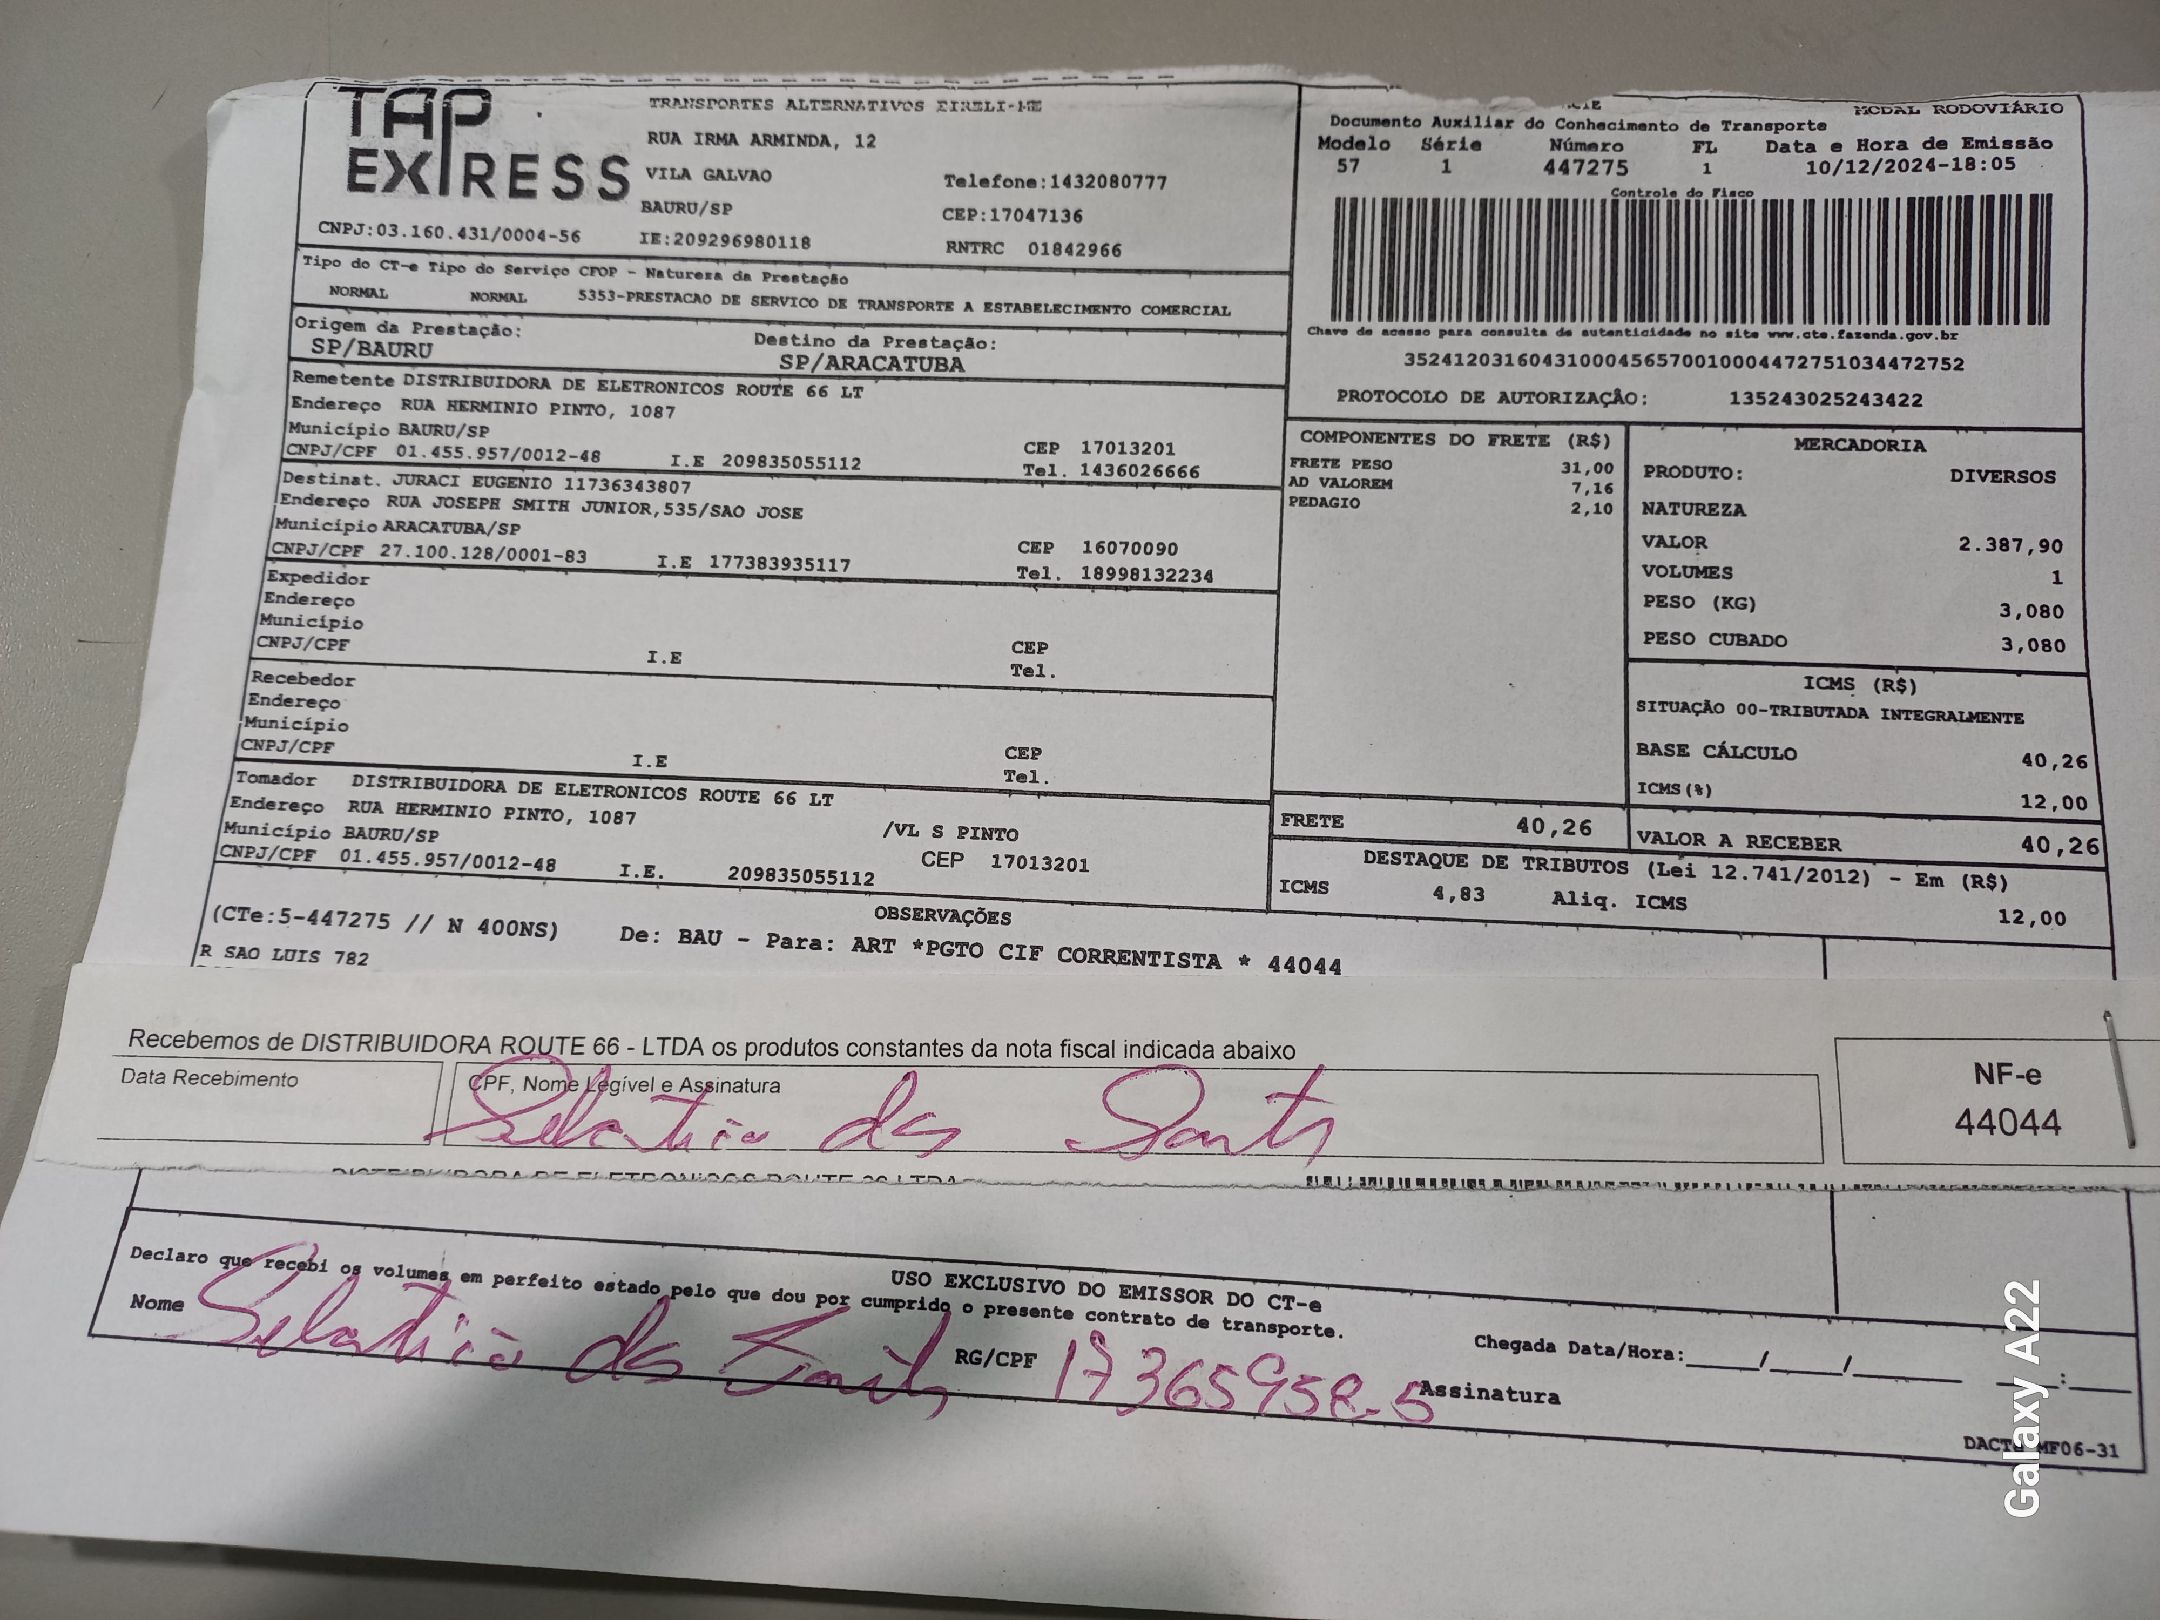 TAP EXPRESS
TRANSPORTES ALTERNATIVOS EIRELI-ME
RUA IRMA ARMINDA, 12
VILA GALVAO Telefone:1432080777
BAURU/SP CEP:17047136
CNPJ:03.160.431/0004-56 IE:209296980118 RNTRC 01842966
MODAL RODOVIÁRIO
Documento Auxiliar do Conhecimento de Transporte
Modelo Série Número FL Data e Hora de Emissão
57 1 447275 1 10/12/2024-18:05
Controle do Fisco
Chave de acesso para consulta de autenticidade no site www.cte.fazenda.gov.br
35241203160431000456570010004472751034472752
PROTOCOLO DE AUTORIZAÇÃO: 135243025243422
Tipo do CT-e Tipo do Serviço CFOP - Natureza da Prestação
NORMAL NORMAL 5353-PRESTACAO DE SERVICO DE TRANSPORTE A ESTABELECIMENTO COMERCIAL
Origem da Prestação: Destino da Prestação:
SP/BAURU SP/ARACATUBA
Remetente DISTRIBUIDORA DE ELETRONICOS ROUTE 66 LT
Endereço RUA HERMINIO PINTO, 1087
Município BAURU/SP CEP 17013201
CNPJ/CPF 01.455.957/0012-48 I.E 209835055112 Tel. 1436026666
Destinat. JURACI EUGENIO 11736343807
Endereço RUA JOSEPH SMITH JUNIOR,535/SAO JOSE
Município ARACATUBA/SP CEP 16070090
CNPJ/CPF 27.100.128/0001-83 I.E 177383935117 Tel. 18998132234
Expedidor
Endereço
Município CEP
CNPJ/CPF I.E Tel.
Recebedor
Endereço
Município CEP
CNPJ/CPF I.E Tel.
Tomador DISTRIBUIDORA DE ELETRONICOS ROUTE 66 LT
Endereço RUA HERMINIO PINTO, 1087 /VL S PINTO
Município BAURU/SP CEP 17013201
CNPJ/CPF 01.455.957/0012-48 I.E. 209835055112
COMPONENTES DO FRETE (R$)
FRETE PESO 31,00
AD VALOREM 7,16
PEDAGIO 2,10
MERCADORIA
PRODUTO: DIVERSOS
NATUREZA
VALOR 2.387,90
VOLUMES 1
PESO (KG) 3,080
PESO CUBADO 3,080
ICMS (R$)
SITUAÇÃO 00-TRIBUTADA INTEGRALMENTE
BASE CÁLCULO 40,26
ICMS(%) 12,00
FRETE 40,26 VALOR A RECEBER 40,26
DESTAQUE DE TRIBUTOS (Lei 12.741/2012) - Em (R$)
ICMS 4,83 Aliq. ICMS 12,00
OBSERVAÇÕES
(CTe:5-447275 // N 400NS) De: BAU - Para: ART *PGTO CIF CORRENTISTA * 44044
R SAO LUIS 782
Recebemos de DISTRIBUIDORA ROUTE 66 - LTDA os produtos constantes da nota fiscal indicada abaixo
Data Recebimento CPF, Nome Legível e Assinatura
NF-e
44044
DISTRIBUIDORA DE ELETRONICOS ROUTE 66 LTDA
USO EXCLUSIVO DO EMISSOR DO CT-e
Declaro que recebi os volumes em perfeito estado pelo que dou por cumprido o presente contrato de transporte.
Nome RG/CPF 17365958-5 Assinatura
Chegada Data/Hora:____/____/______ ____:____
DACTE MF06-31
Galaxy A22